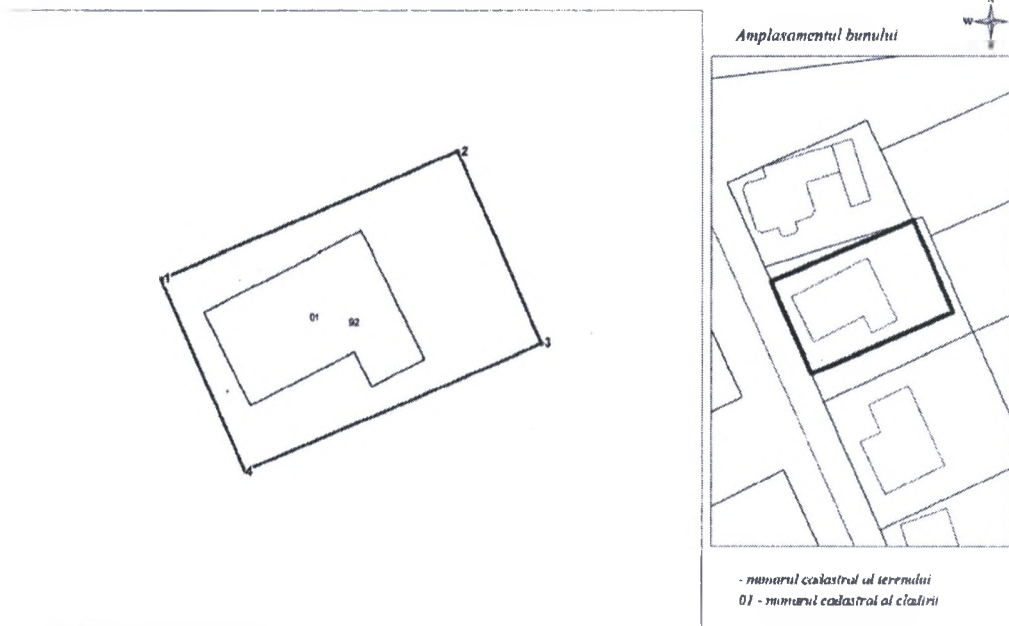 Amplasamentul bunului
W
2
1
01
92
3
4
- numarul cadastral al terenului
01 - numarul cadastral al cladirii